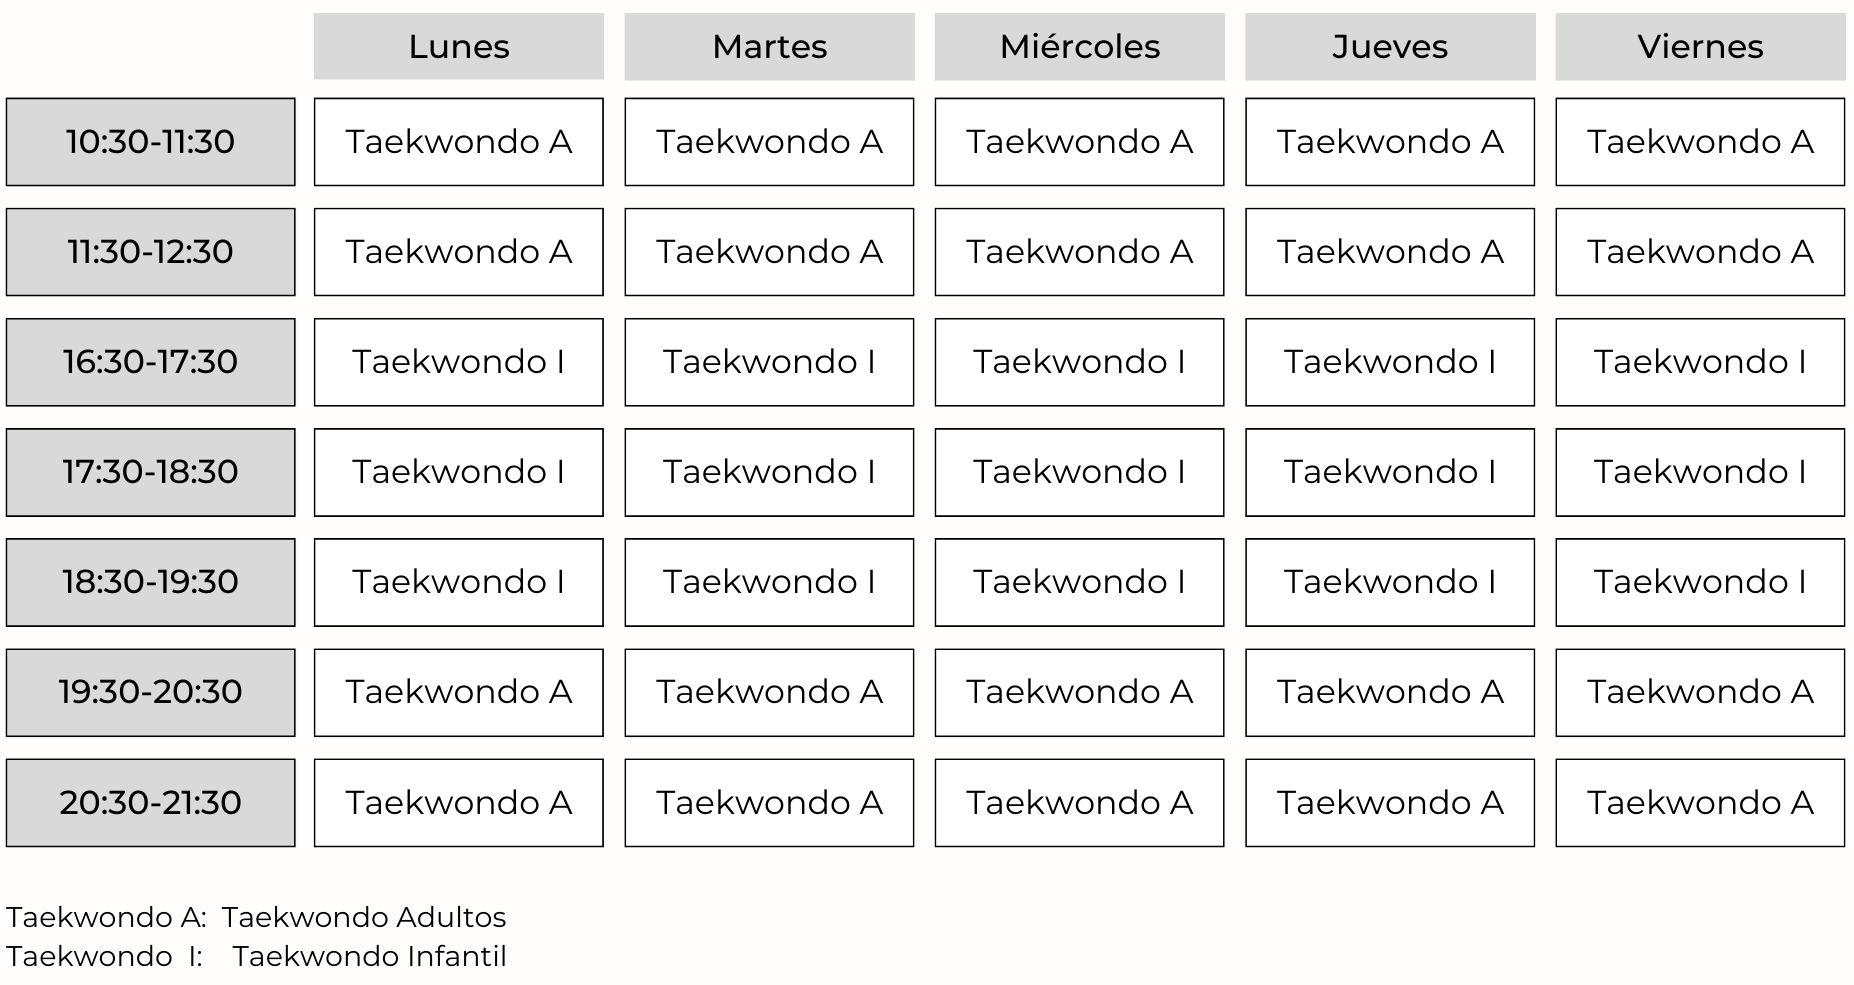 Lunes Martes Miércoles Jueves Viernes
10:30-11:30 Taekwondo A Taekwondo A Taekwondo A Taekwondo A Taekwondo A
11:30-12:30 Taekwondo A Taekwondo A Taekwondo A Taekwondo A Taekwondo A
16:30-17:30 Taekwondo I Taekwondo I Taekwondo I Taekwondo I Taekwondo I
17:30-18:30 Taekwondo I Taekwondo I Taekwondo I Taekwondo I Taekwondo I
18:30-19:30 Taekwondo I Taekwondo I Taekwondo I Taekwondo I Taekwondo I
19:30-20:30 Taekwondo A Taekwondo A Taekwondo A Taekwondo A Taekwondo A
20:30-21:30 Taekwondo A Taekwondo A Taekwondo A Taekwondo A Taekwondo A
Taekwondo A: Taekwondo Adultos
Taekwondo I: Taekwondo Infantil